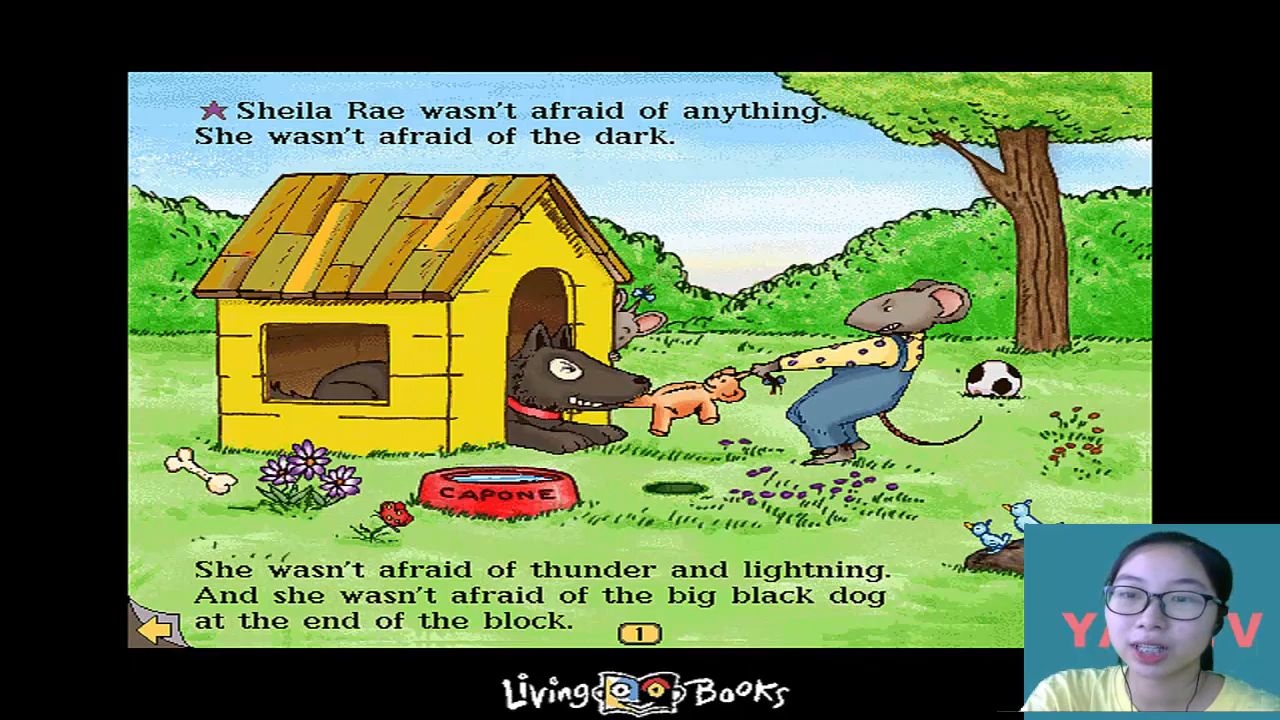 Sheila Rae wasn't afraid of anything.
She wasn't afraid of the dark.
CAPONE
She wasn't afraid of thunder and lightning.
And she wasn't afraid of the big black dog
at the end of the block.
1
Living Books